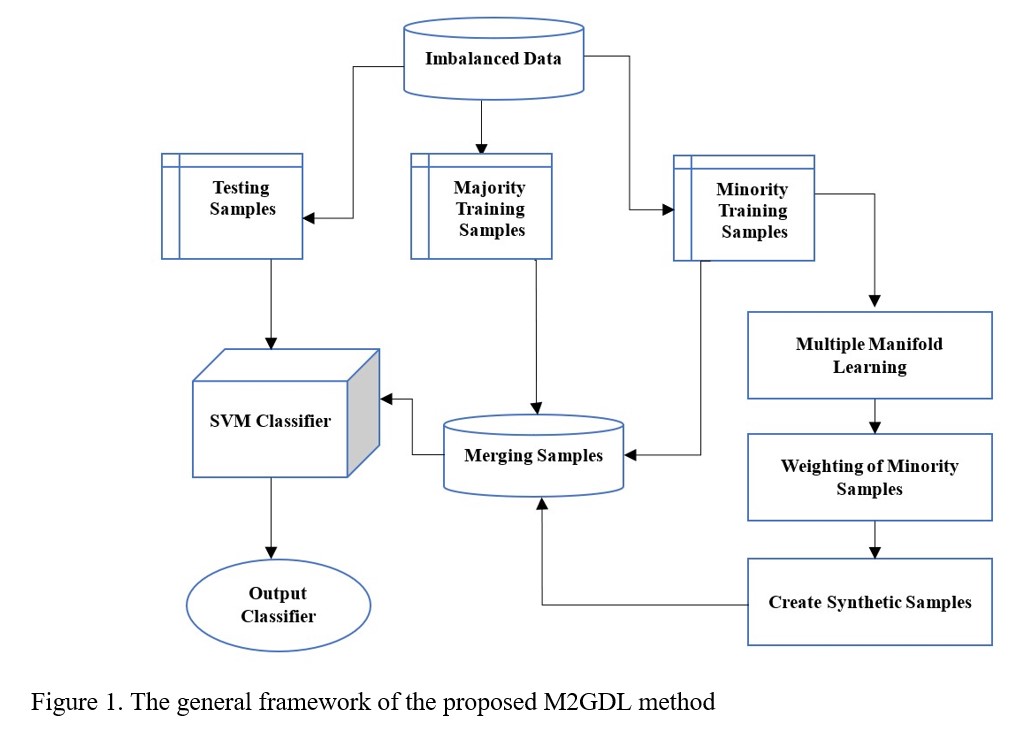 Imbalanced Data
Testing
Samples
Majority
Training
Samples
Minority
Training
Samples
Multiple Manifold
Learning
SVM Classifier
Merging Samples
Weighting of Minority
Samples
Output
Classifier
Create Synthetic Samples
Figure 1. The general framework of the proposed M2GDL method